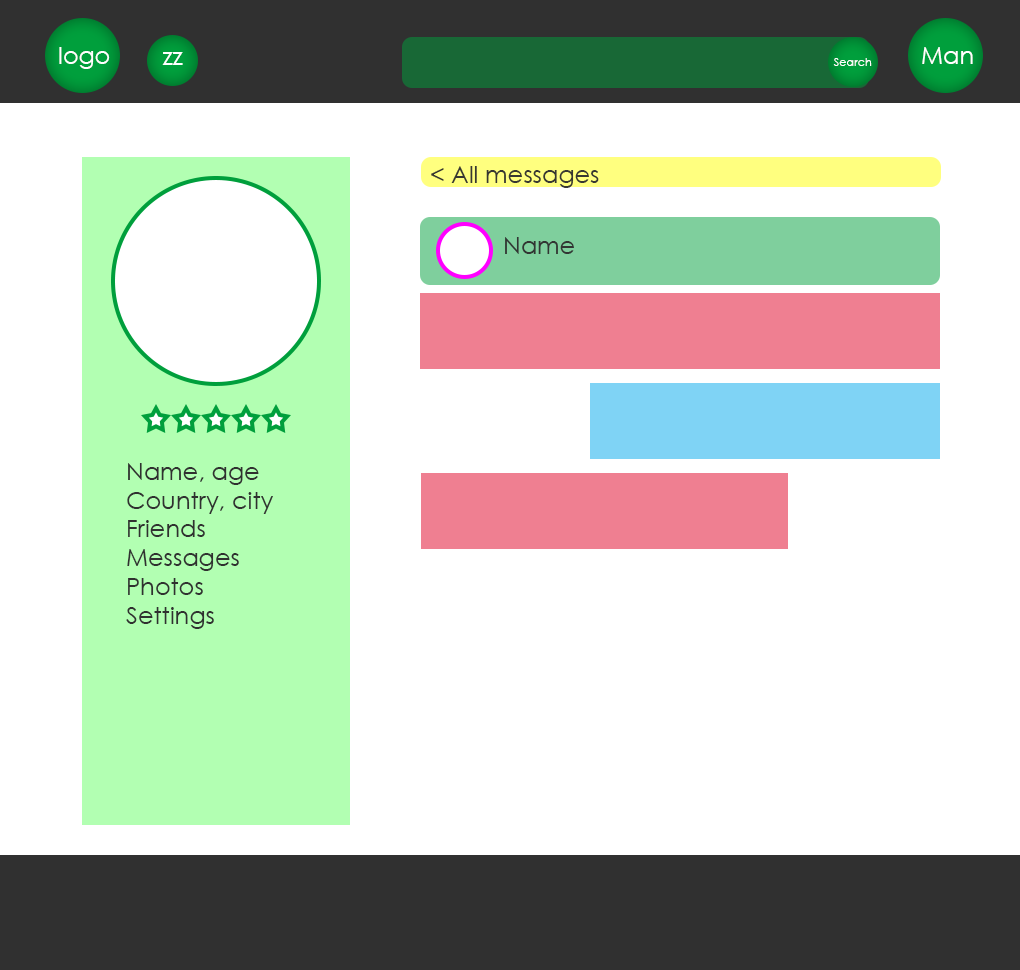 logo
zz
Search
Man
< All messages
Name
Name, age
Country, city
Friends
Messages
Photos
Settings